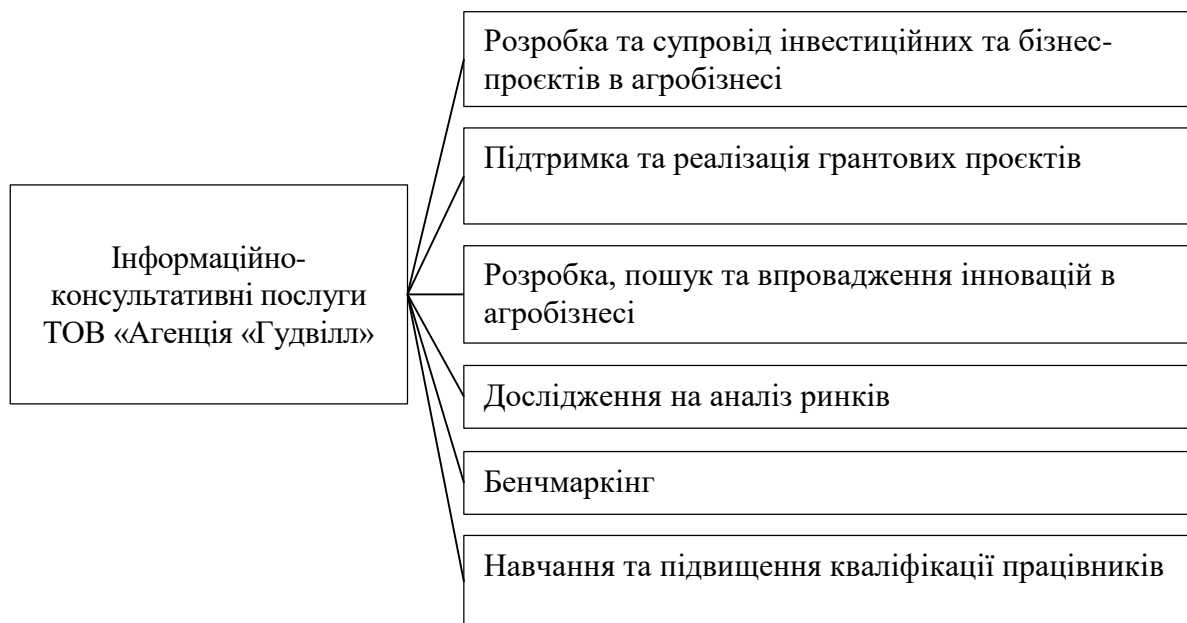 Розробка та супровід інвестиційних та бізнес-
проєктів в агробізнесі
Підтримка та реалізація грантових проєктів
Інформаційно-
консультативні послуги
ТОВ «Агенція «Гудвілл»
Розробка, пошук та впровадження інновацій в
агробізнесі
Дослідження на аналіз ринків
Бенчмаркінг
Навчання та підвищення кваліфікації працівників